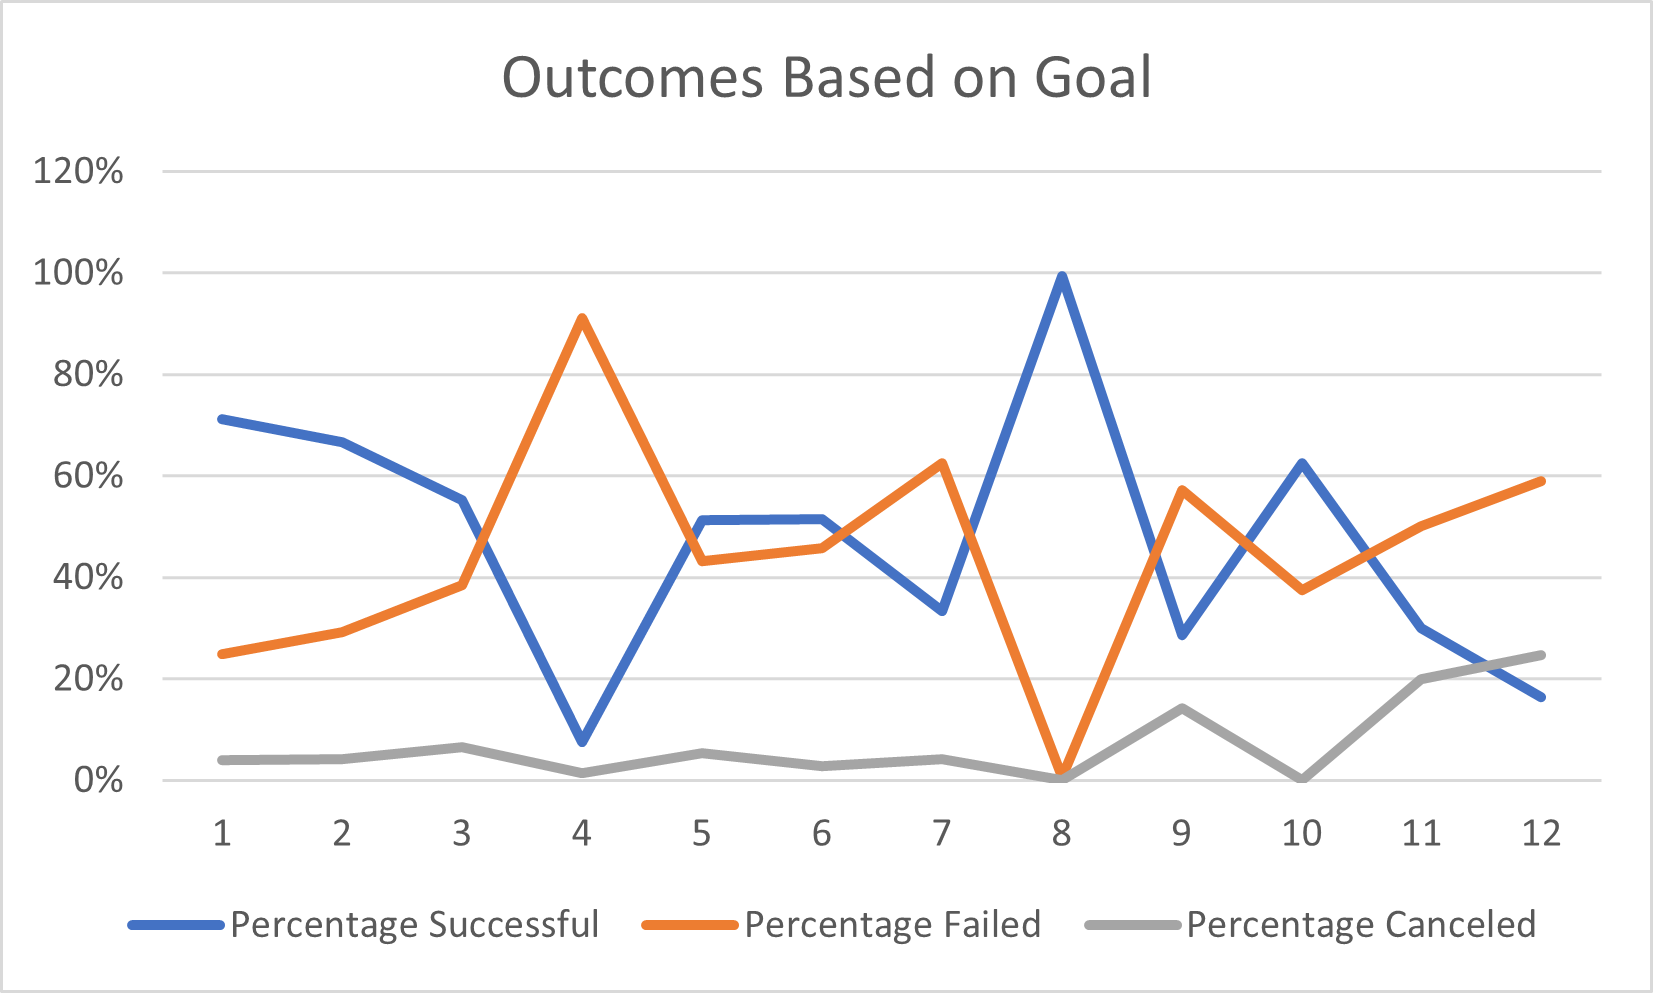 Outcomes Based on Goal
120%
100%
80%
60%
40%
20%
0%
1 2 3 4 5 6 7 8 9 10 11 12
Percentage Successful Percentage Failed Percentage Canceled